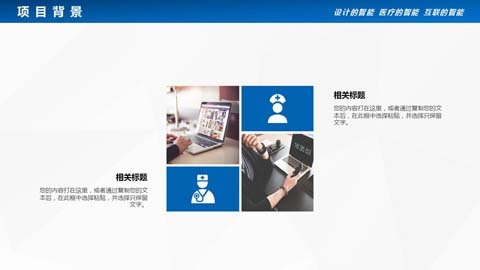 项目背景
设计的智能 医疗的智能 互联的智能
相关标题
您的内容打在这里，或者通过复制您的文
本后，在此框中选择粘贴，并选择只保留
文字。
相关标题
您的内容打在这里，或者通过复制您的文
本后，在此框中选择粘贴，并选择只保留
文字。